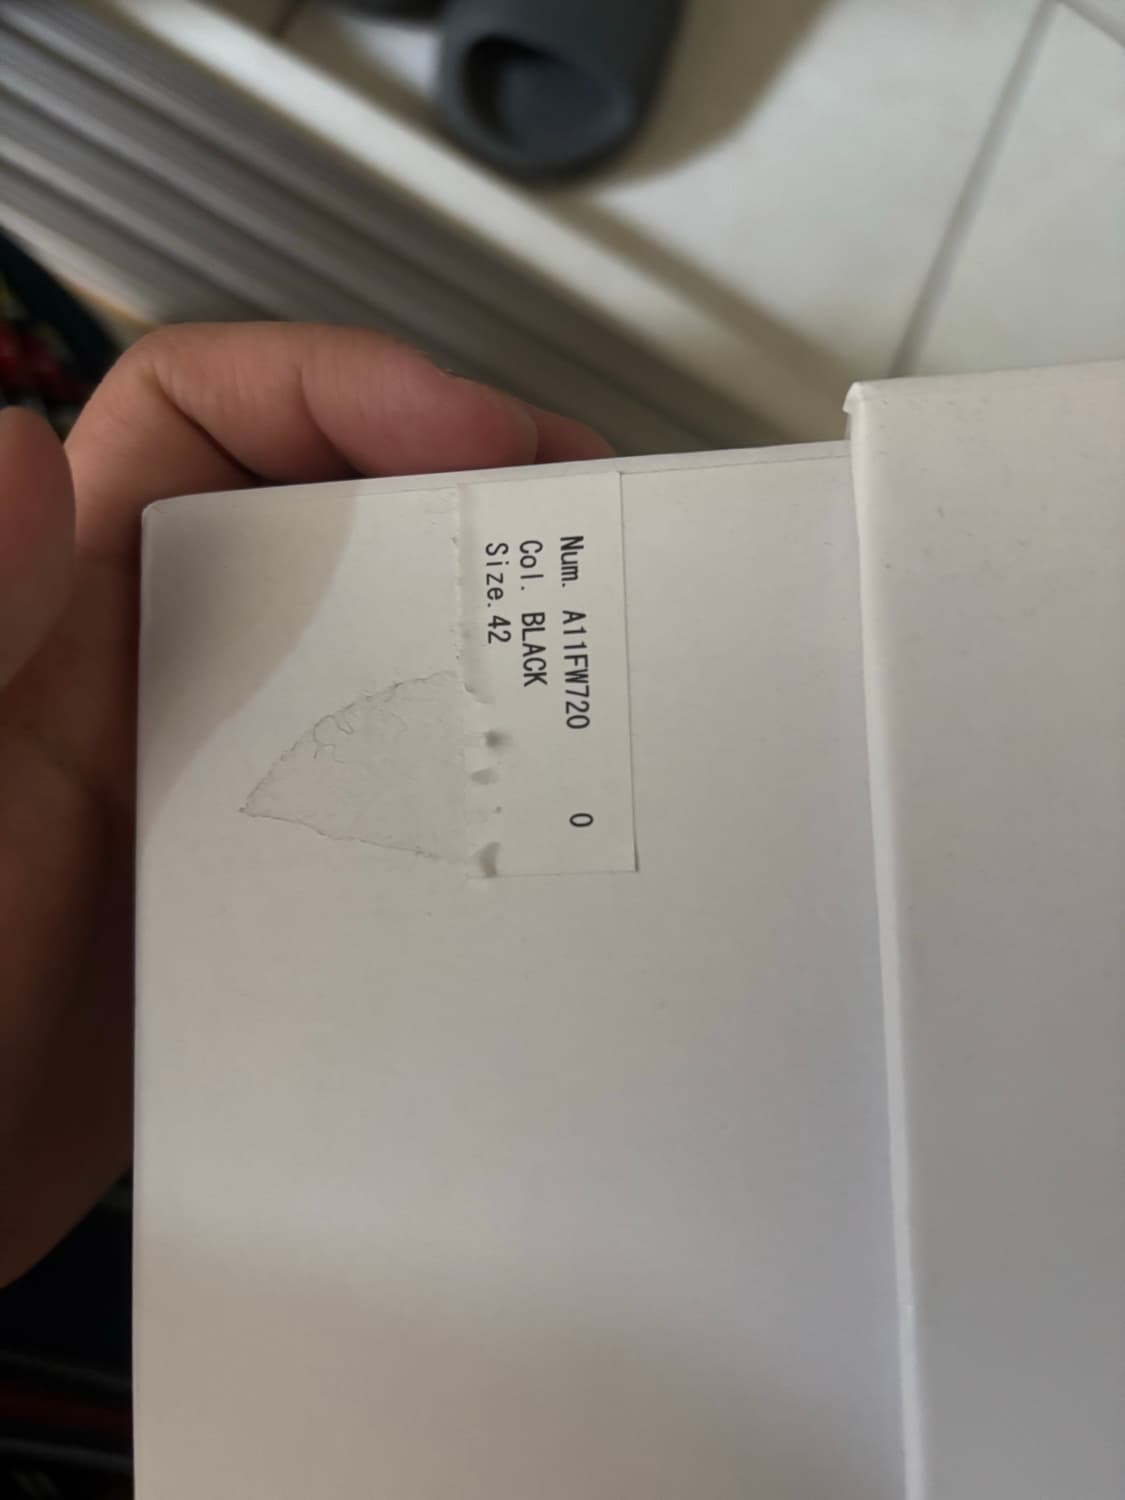 Num. A11FW720 0
Col. BLACK
Size.42